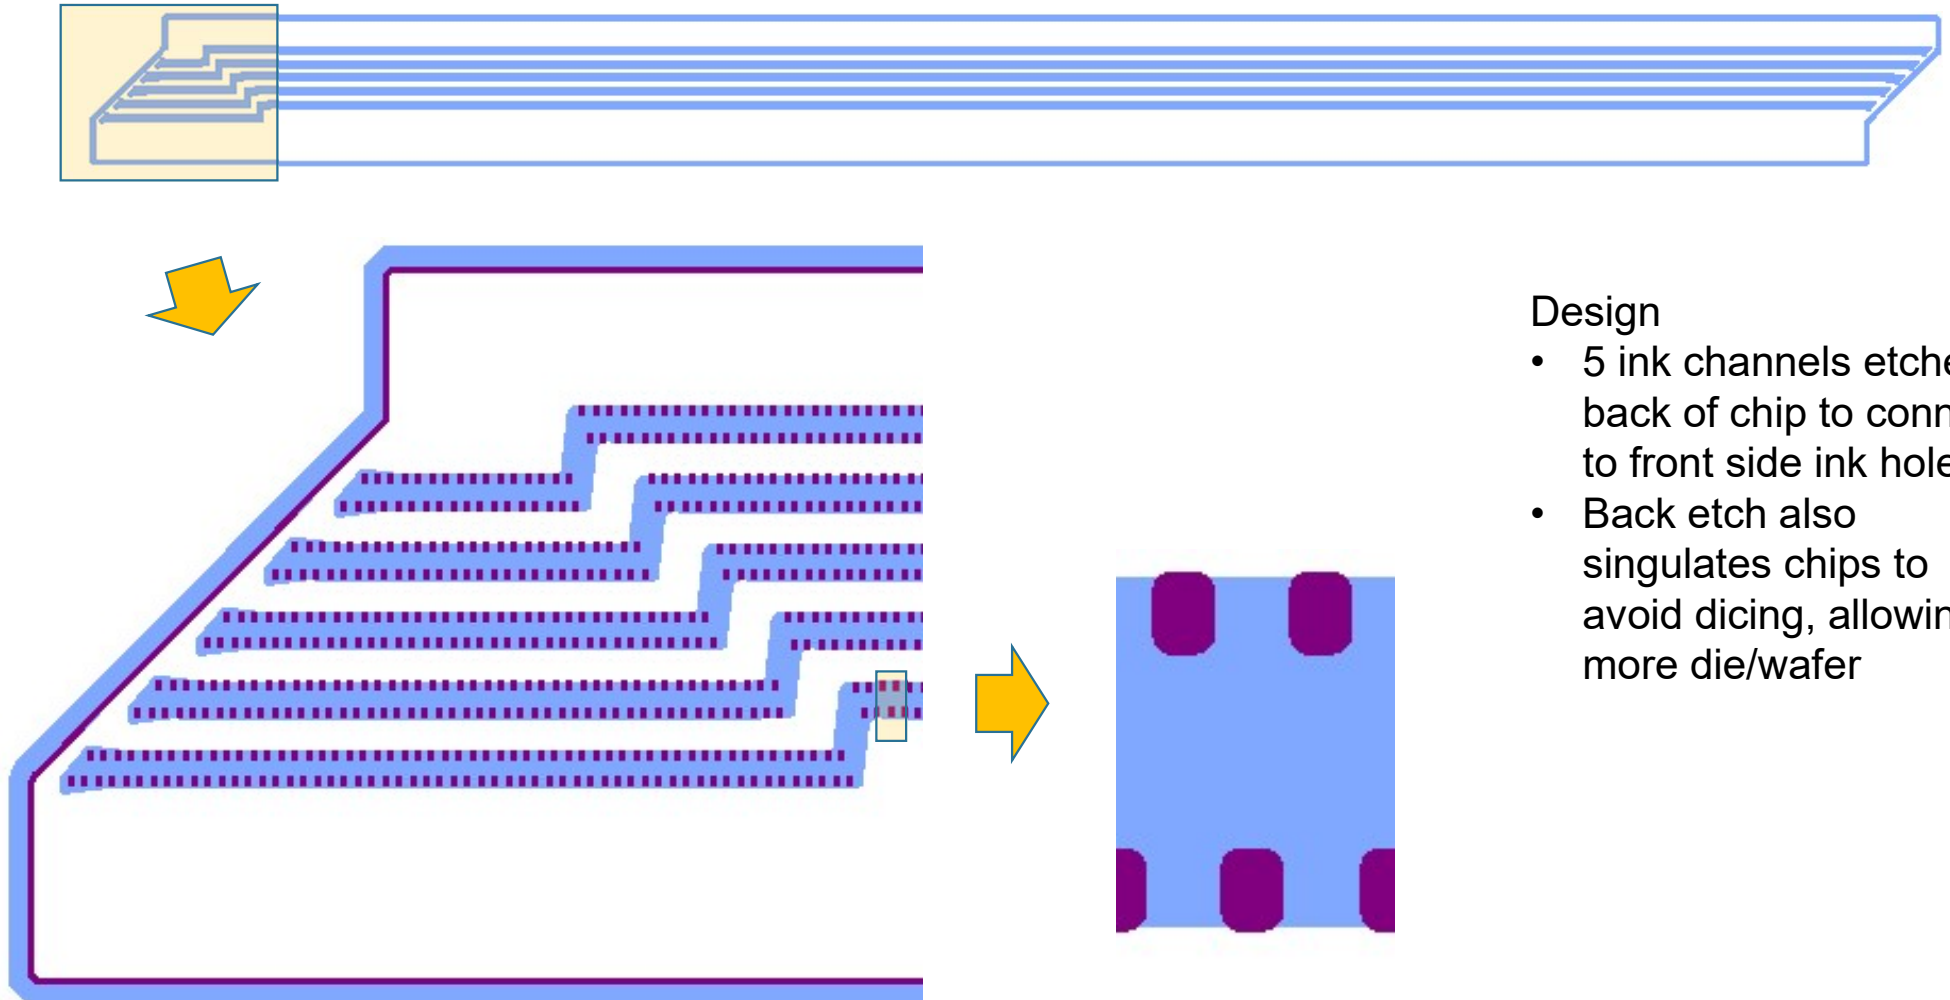 Design
• 5 ink channels etche
back of chip to conn
to front side ink hole
• Back etch also
singulates chips to
avoid dicing, allowin
more die/wafer